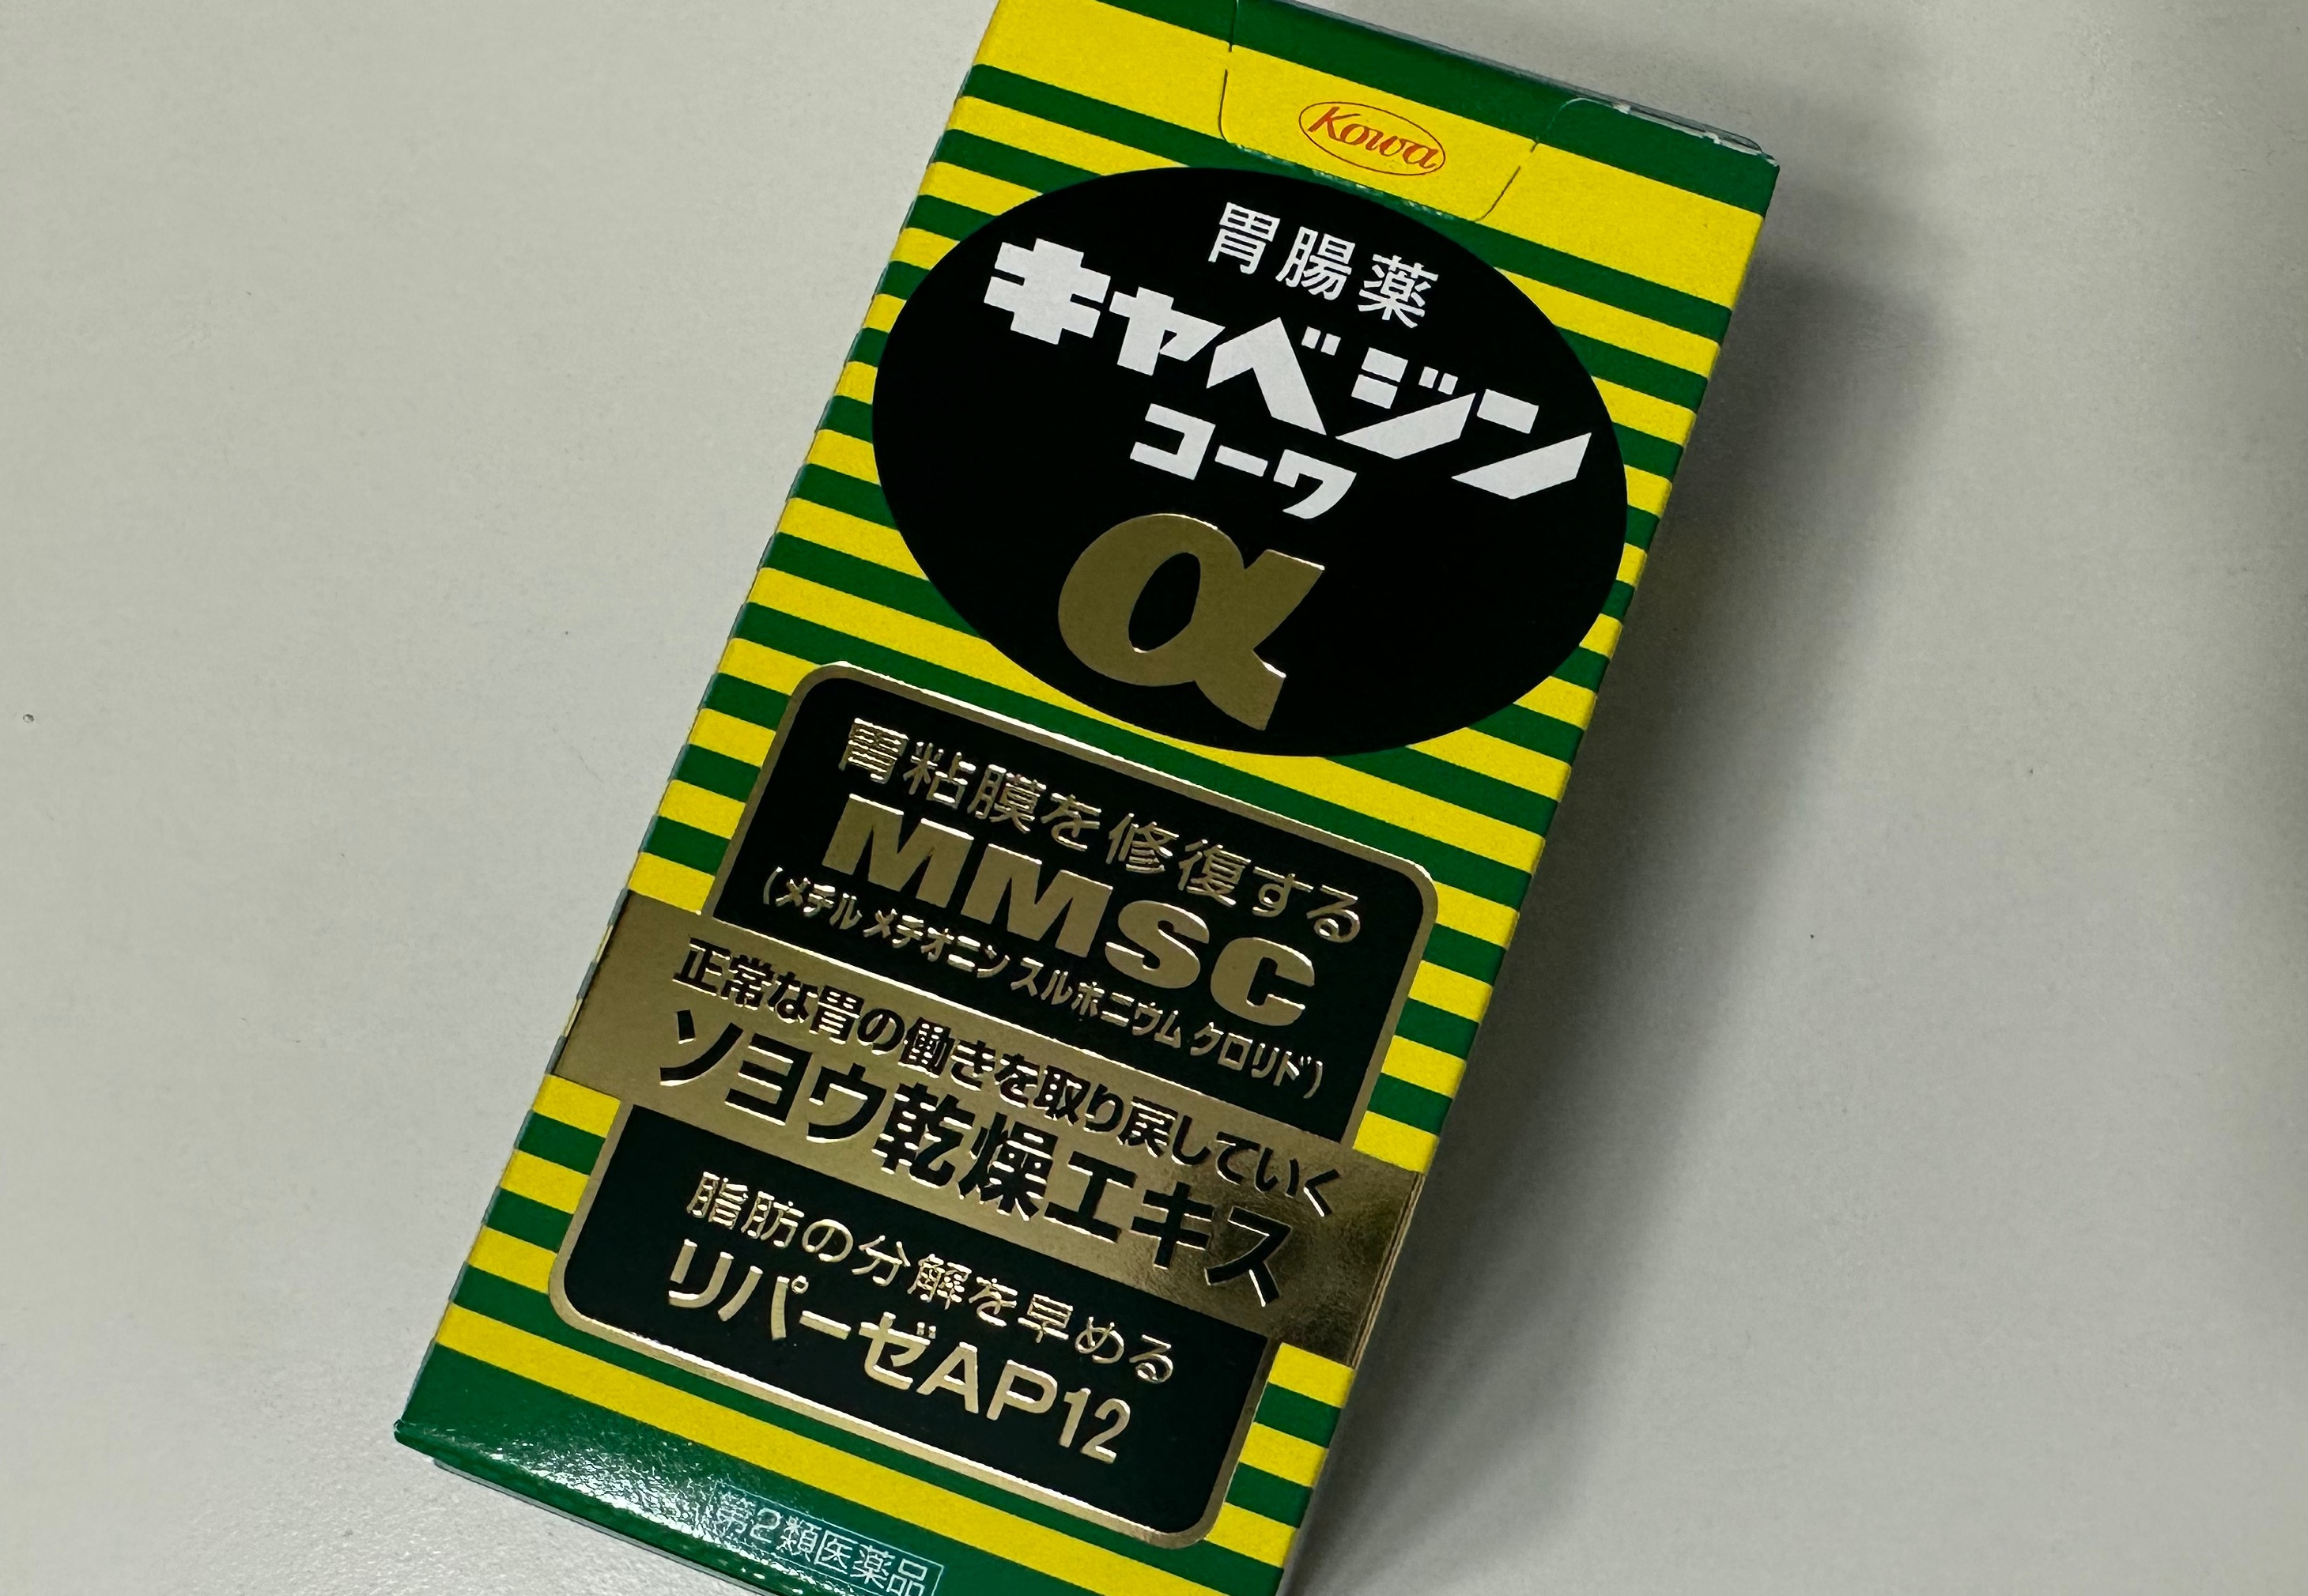 Kowa
胃腸薬
キャベジン
コーワ
α
胃粘膜を修復する
MMSC
(メチルメチオニンスルホニウムクロリド)
正常な胃の働きを取り戻していく
ソヨウ乾燥エキス
脂肪の分解を早める
リパーゼAP12
第2類医薬品